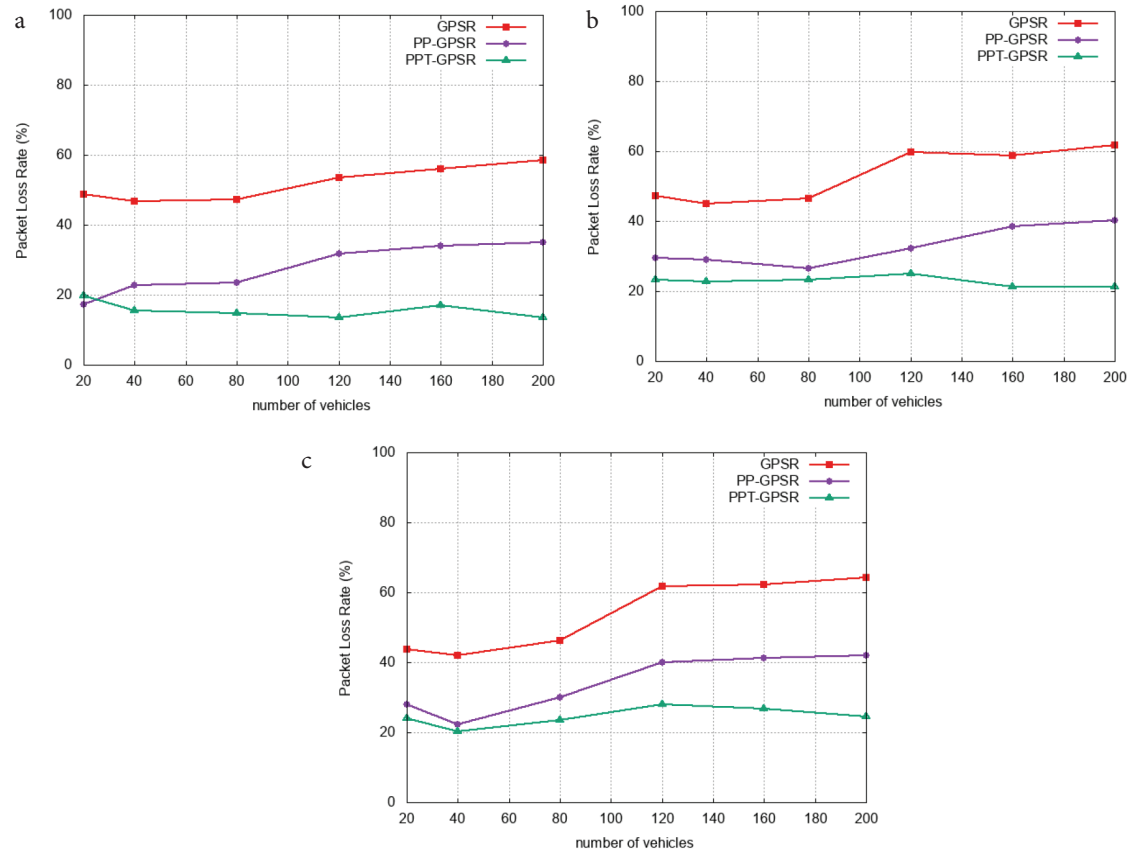 a
GPSR
PP-GPSR
PPT-GPSR
100
80
60
40
20
0
Packet Loss Rate (%)
20 40 60 80 100 120 140 160 180 200
number of vehicles
b
GPSR
PP-GPSR
PPT-GPSR
100
80
60
40
20
0
Packet Loss Rate (%)
20 40 60 80 100 120 140 160 180 200
number of vehicles
c
GPSR
PP-GPSR
PPT-GPSR
100
80
60
40
20
0
Packet Loss Rate (%)
20 40 60 80 100 120 140 160 180 200
number of vehicles